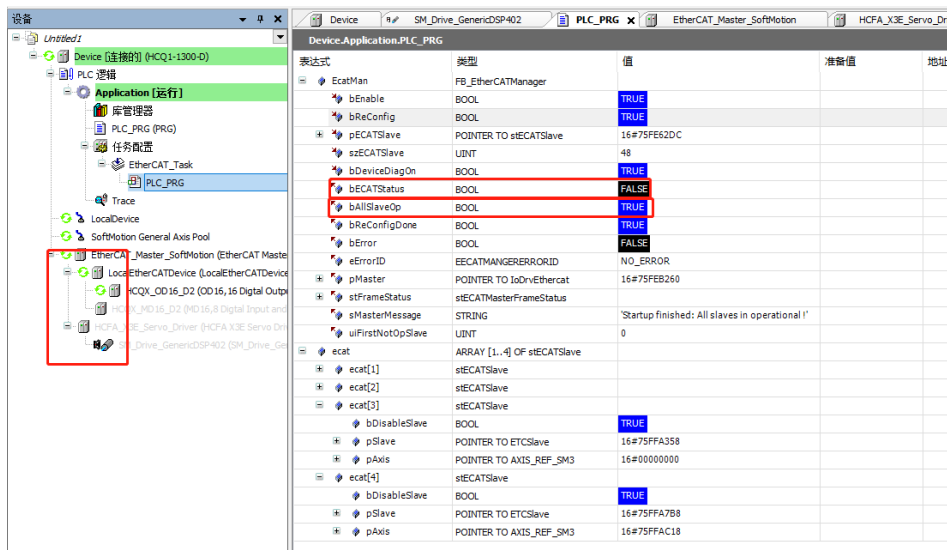 设备
Untitled1
Device [连接的] (HCQ1-1300-D)
PLC 逻辑
Application [运行]
库管理器
PLC_PRG (PRG)
任务配置
EtherCAT_Task
PLC_PRG
Trace
LocalDevice
SoftMotion General Axis Pool
EtherCAT_Master_SoftMotion (EtherCAT Maste
LocalEtherCATDevice (LocalEtherCATDevice
HCQX_OD16_D2 (OD16,16 Digtal Outpu
HCQX_MD16_D2 (MD16,8 Digtal Input and
HCFA_X3E_Servo_Driver (HCFA X3E Servo Driv
SM_Drive_GenericDSP402 (SM_Drive_Ge
Device SM_Drive_GenericDSP402 PLC_PRG EtherCAT_Master_SoftMotion HCFA_X3E_Servo_Dr
Device.Application.PLC_PRG
表达式 类型 值 准备值 地址
EcatMan FB_EtherCATManager
bEnable BOOL TRUE
bReConfig BOOL TRUE
pECATSlave POINTER TO stECATSlave 16#75FE62DC
szECATSlave UINT 48
bDeviceDiagOn BOOL TRUE
bECATStatus BOOL FALSE
bAllSlaveOp BOOL TRUE
bReConfigDone BOOL TRUE
bError BOOL FALSE
eErrorID EECATMANGERERRORID NO_ERROR
pMaster POINTER TO IoDrvEthercat 16#75FEB260
stFrameStatus stECATMasterFrameStatus
sMasterMessage STRING 'Startup finished: All slaves in operational !'
uiFirstNotOpSlave UINT 0
ecat ARRAY [1..4] OF stECATSlave
ecat[1] stECATSlave
ecat[2] stECATSlave
ecat[3] stECATSlave
bDisableSlave BOOL TRUE
pSlave POINTER TO ETCSlave 16#75FFA358
pAxis POINTER TO AXIS_REF_SM3 16#00000000
ecat[4] stECATSlave
bDisableSlave BOOL TRUE
pSlave POINTER TO ETCSlave 16#75FFA7B8
pAxis POINTER TO AXIS_REF_SM3 16#75FFAC18